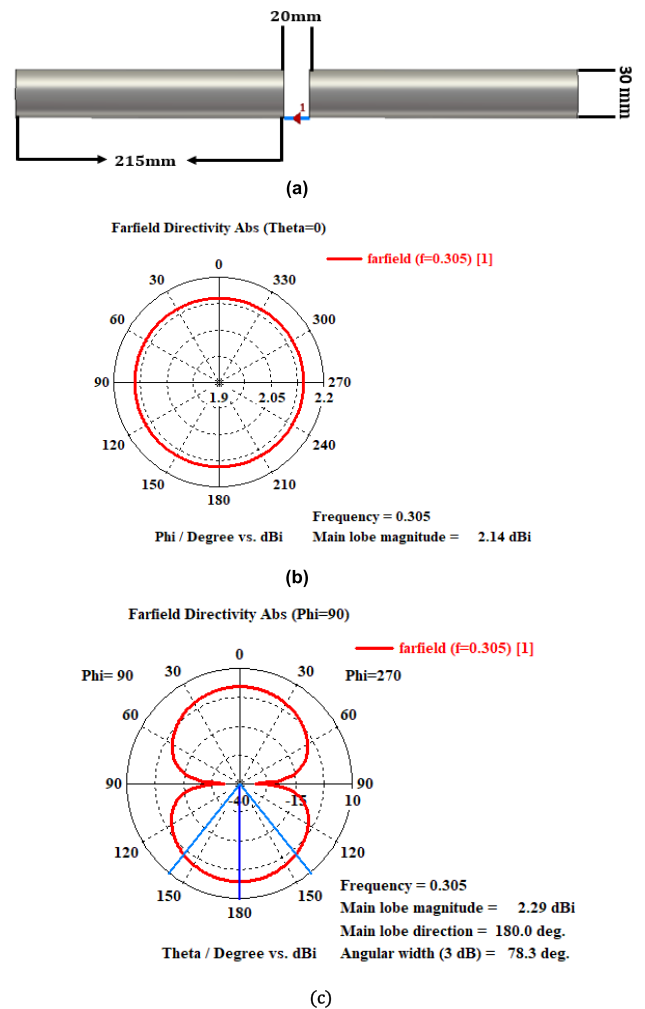 20mm
30 mm
1
215mm
(a)
Farfield Directivity Abs (Theta=0)
farfield (f=0.305) [1]
0
30 330
60 300
90 1.9 2.05 2.2 270
120 240
150 210
180
Frequency = 0.305
Phi / Degree vs. dBi Main lobe magnitude = 2.14 dBi
(b)
Farfield Directivity Abs (Phi=90)
farfield (f=0.305) [1]
0
Phi= 90 30 30 Phi=270
60 60
90 -40 -15 10 90
120 120
150 150
180
Frequency = 0.305
Main lobe magnitude = 2.29 dBi
Main lobe direction = 180.0 deg.
Theta / Degree vs. dBi Angular width (3 dB) = 78.3 deg.
(c)